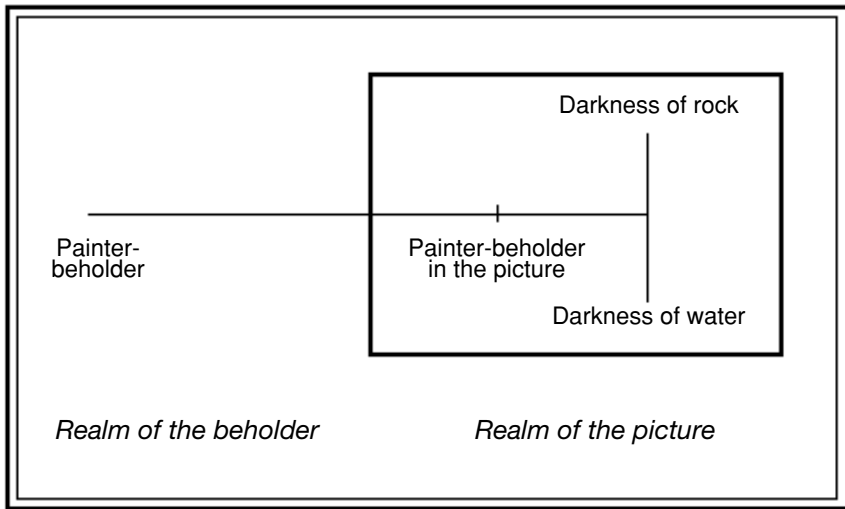 Darkness of rock
Painter-
beholder
Painter-beholder
in the picture
Darkness of water
Realm of the beholder
Realm of the picture